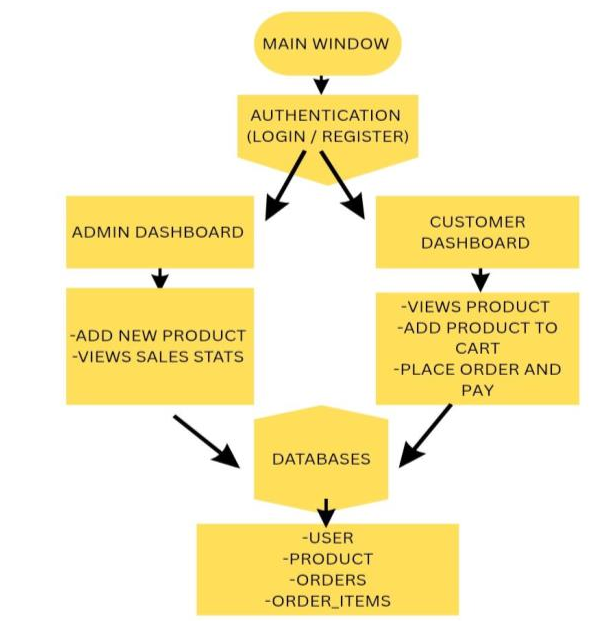 MAIN WINDOW
AUTHENTICATION
(LOGIN / REGISTER)
ADMIN DASHBOARD
CUSTOMER
DASHBOARD
-ADD NEW PRODUCT
-VIEWS SALES STATS
-VIEWS PRODUCT
-ADD PRODUCT TO
CART
-PLACE ORDER AND
PAY
DATABASES
-USER
-PRODUCT
-ORDERS
-ORDER_ITEMS